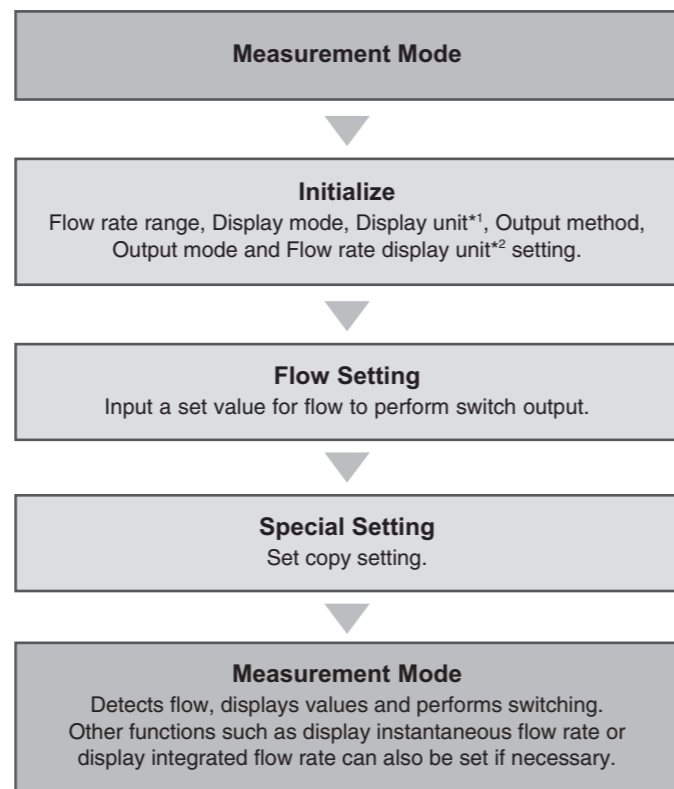 Measurement Mode
Initialize
Flow rate range, Display mode, Display unit*1, Output method,
Output mode and Flow rate display unit*2 setting.
Flow Setting
Input a set value for flow to perform switch output.
Special Setting
Set copy setting.
Measurement Mode
Detects flow, displays values and performs switching.
Other functions such as display instantaneous flow rate or
display integrated flow rate can also be set if necessary.